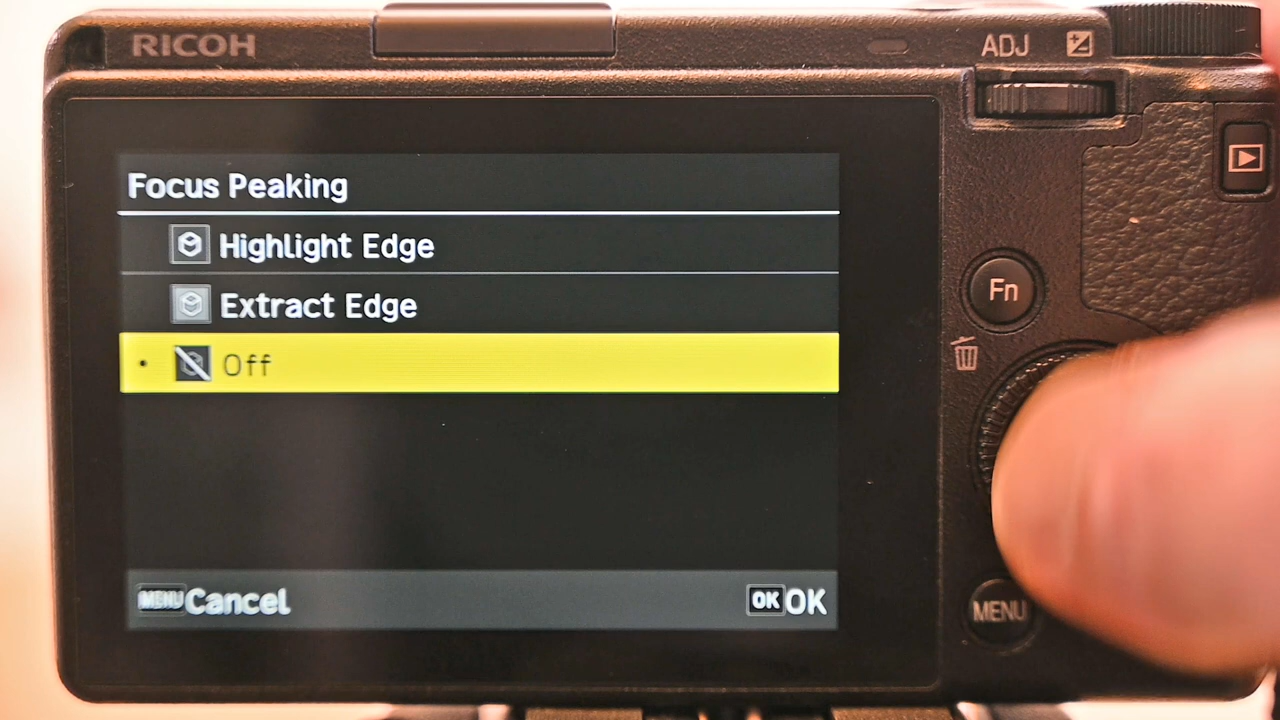 RICOH
ADJ
Focus Peaking
Highlight Edge
Extract Edge
Off
Fn
MENU Cancel
OK OK
MENU